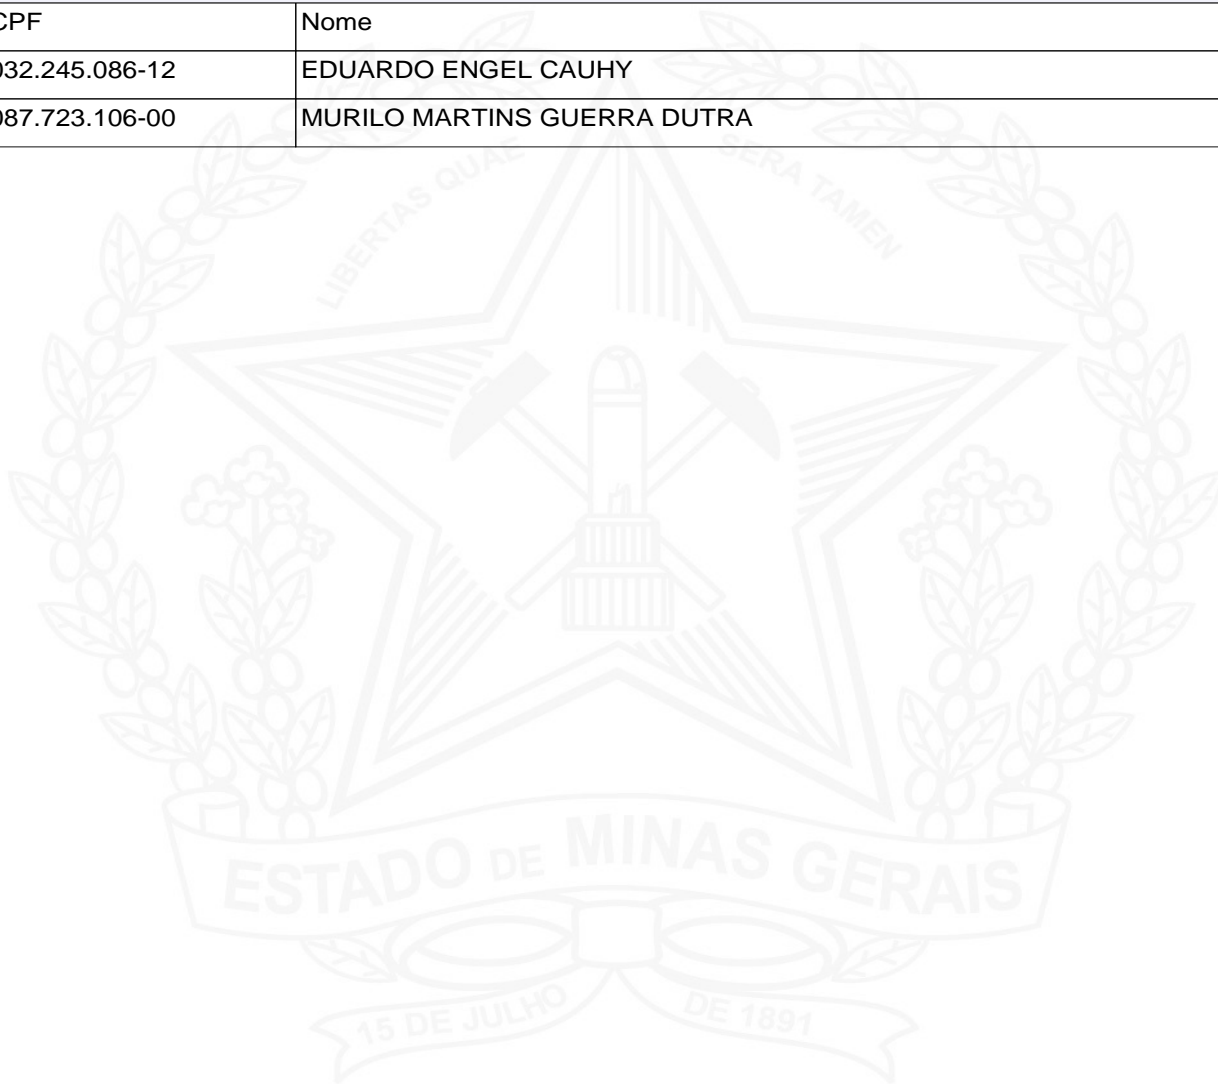 CPF Nome
032.245.086-12 EDUARDO ENGEL CAUHY
087.723.106-00 MURILO MARTINS GUERRA DUTRA
LIBERTAS QUAE SERA TAMEN
ESTADO DE MINAS GERAIS
15 DE JULHO DE 1891